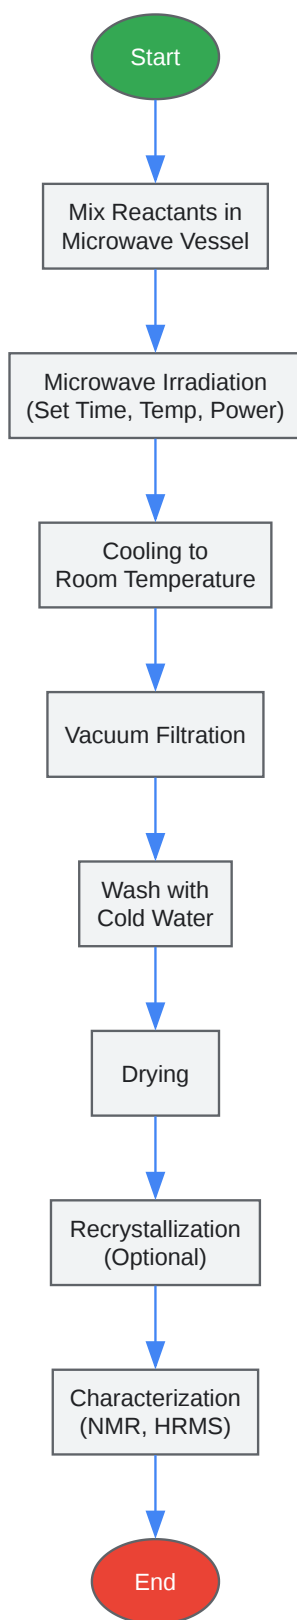 Start
Mix Reactants in
Microwave Vessel
Microwave Irradiation
(Set Time, Temp, Power)
Cooling to
Room Temperature
Vacuum Filtration
Wash with
Cold Water
Drying
Recrystallization
(Optional)
Characterization
(NMR, HRMS)
End